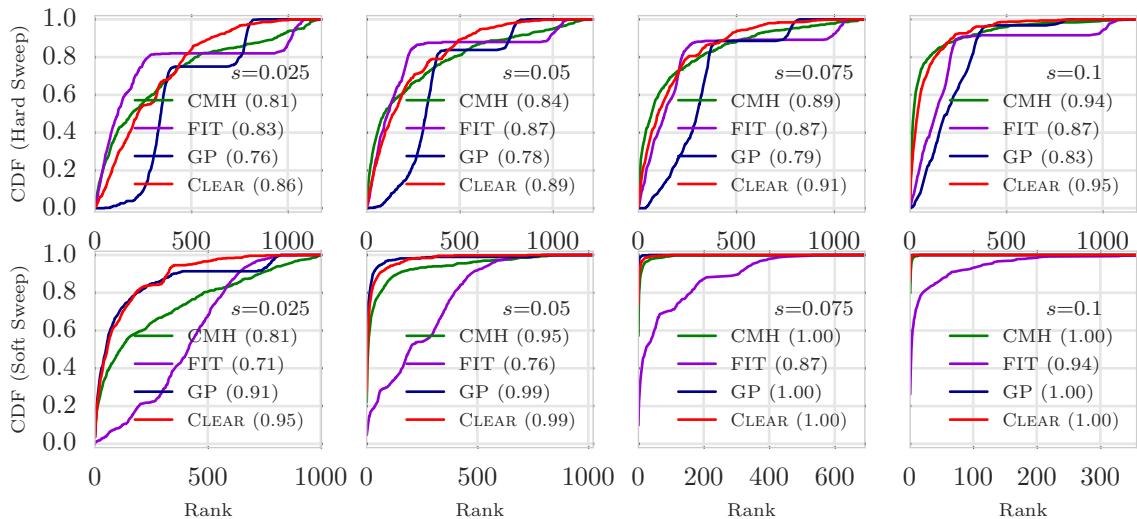 CDF (Hard Sweep)
1.0
0.8
0.6
0.4
0.2
0.0
s=0.025
CMH (0.81)
FIT (0.83)
GP (0.76)
CLEAR (0.86)
0 500 1000
s=0.05
CMH (0.84)
FIT (0.87)
GP (0.78)
CLEAR (0.89)
0 500 1000
s=0.075
CMH (0.89)
FIT (0.87)
GP (0.79)
CLEAR (0.91)
0 500 1000
s=0.1
CMH (0.94)
FIT (0.87)
GP (0.83)
CLEAR (0.95)
0 500 1000
CDF (Soft Sweep)
1.0
0.8
0.6
0.4
0.2
0.0
s=0.025
CMH (0.81)
FIT (0.71)
GP (0.91)
CLEAR (0.95)
0 500 1000
Rank
s=0.05
CMH (0.95)
FIT (0.76)
GP (0.99)
CLEAR (0.99)
0 500 1000
Rank
s=0.075
CMH (1.00)
FIT (0.87)
GP (1.00)
CLEAR (1.00)
0 200 400 600
Rank
s=0.1
CMH (1.00)
FIT (0.94)
GP (1.00)
CLEAR (1.00)
0 100 200 300
Rank